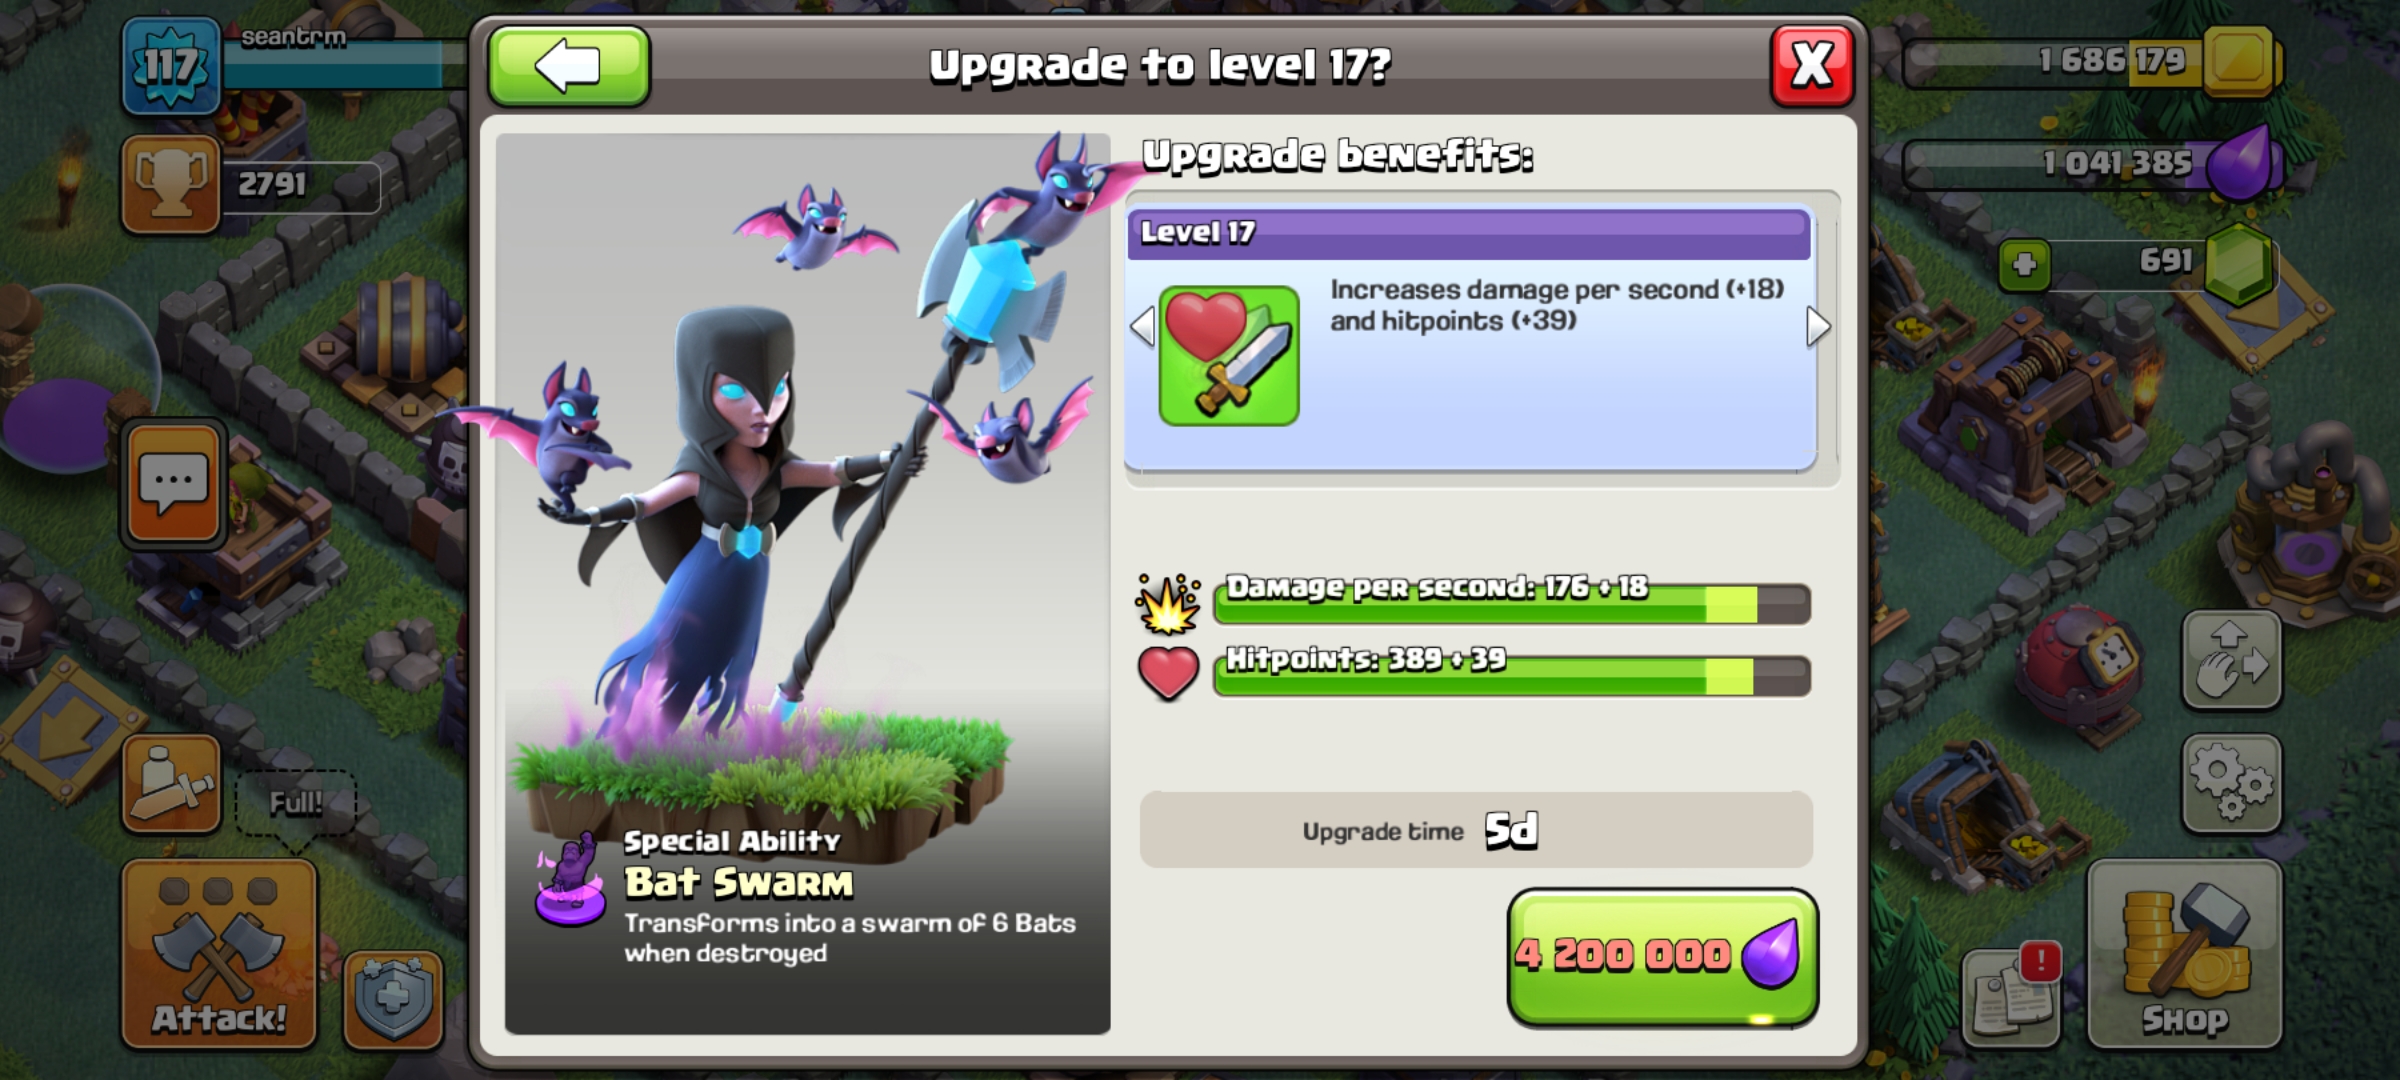 117
seantrm
2791
Full!
Attack!
Upgrade to level 17?
X
Special Ability
Bat Swarm
Transforms into a swarm of 6 Bats
when destroyed
Upgrade benefits:
Level 17
Increases damage per second (+18)
and hitpoints (+39)
Damage per second: 176 + 18
Hitpoints: 389 + 39
Upgrade time 5d
4 200 000
1 686 179
1 041 385
691
!
Shop